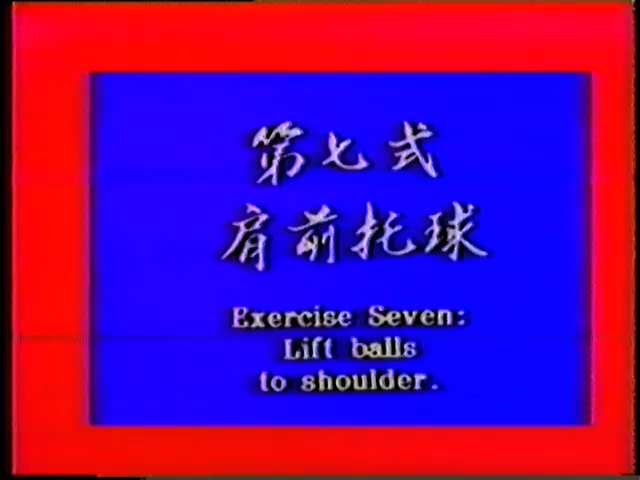 第七式
肩前托球
Exercise Seven:
Lift balls
to shoulder.